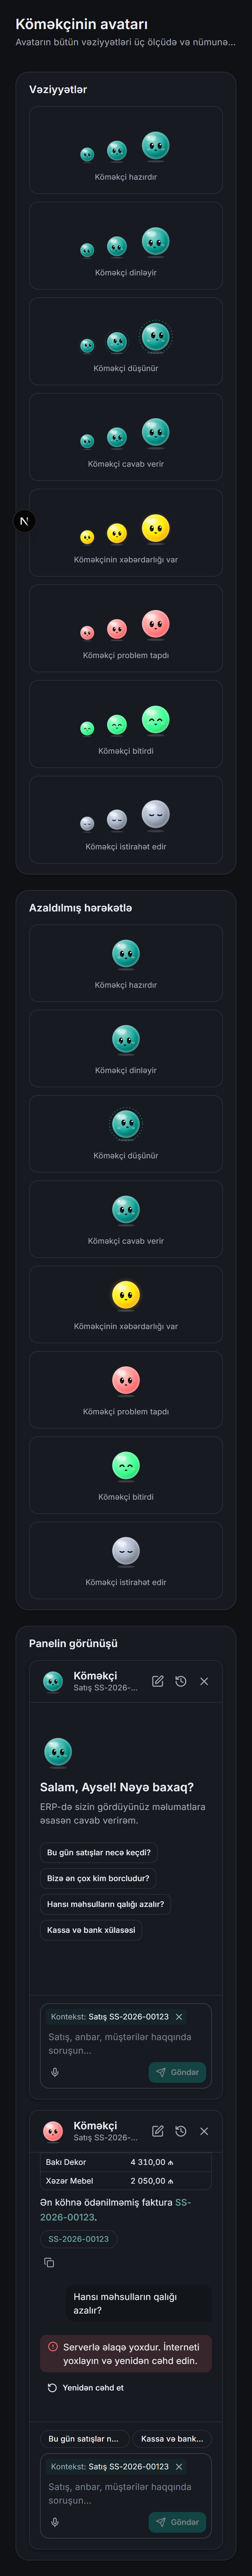 Köməkçinin avatarı
Avatarın bütün vəziyyətləri üç ölçüdə və nümunə...
Vəziyyətlər
Köməkçi hazırdır
Köməkçi dinləyir
Köməkçi düşünür
Köməkçi cavab verir
N
Köməkçinin xəbərdarlığı var
Köməkçi problem tapdı
Köməkçi bitirdi
Köməkçi istirahət edir
Azaldılmış hərəkətlə
Köməkçi hazırdır
Köməkçi dinləyir
Köməkçi düşünür
Köməkçi cavab verir
Köməkçinin xəbərdarlığı var
Köməkçi problem tapdı
Köməkçi bitirdi
Köməkçi istirahət edir
Panelin görünüşü
Köməkçi
Satış SS-2026-...
Salam, Aysel! Nəyə baxaq?
ERP-də sizin gördüyünüz məlumatlara
əsasən cavab verirəm.
Bu gün satışlar necə keçdi?
Bizə ən çox kim borcludur?
Hansı məhsulların qalığı azalır?
Kassa və bank xülasəsi
Kontekst: Satış SS-2026-00123
Satış, anbar, müştərilər haqqında
soruşun...
Göndər
Köməkçi
Satış SS-2026-...
Bakı Dekor 4 310,00 ₼
Xəzər Mebel 2 050,00 ₼
Ən köhnə ödənilməmiş faktura SS-
2026-00123.
SS-2026-00123
Hansı məhsulların qalığı
azalır?
Serverlə əlaqə yoxdur. İnterneti
yoxlayın və yenidən cəhd edin.
Yenidən cəhd et
Bu gün satışlar n... Kassa və bank...
Kontekst: Satış SS-2026-00123
Satış, anbar, müştərilər haqqında
soruşun...
Göndər